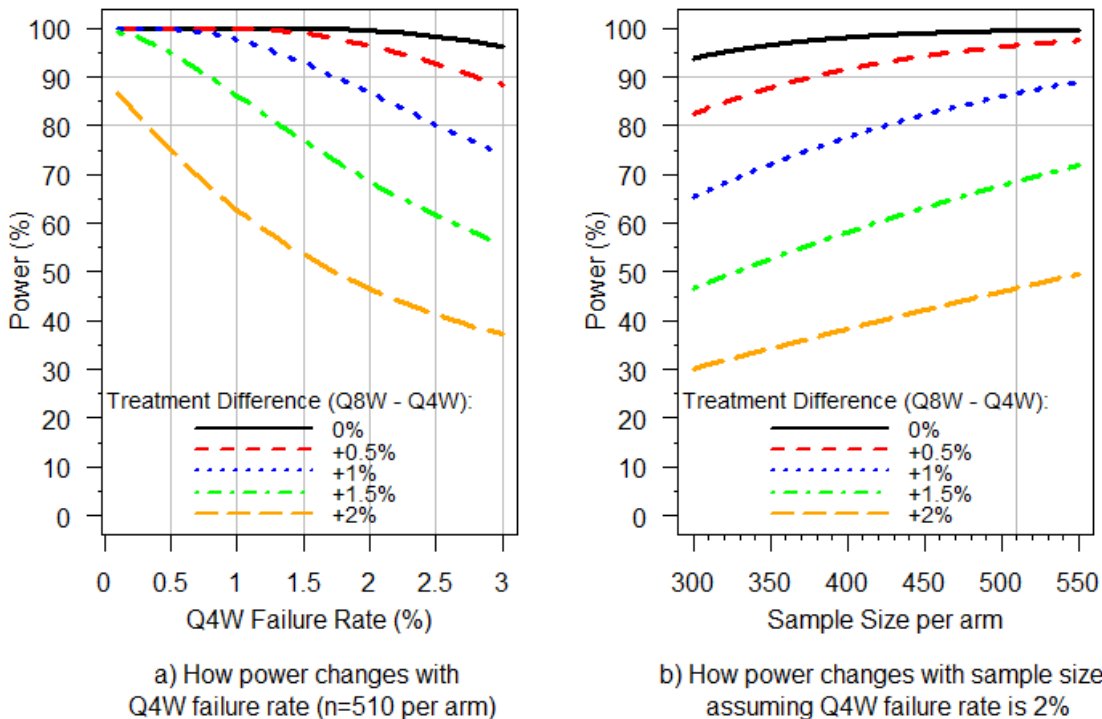 Power (%)
100
90
80
70
60
50
40
30
20
10
0
Treatment Difference (Q8W - Q4W):
0%
+0.5%
+1%
+1.5%
+2%
0 0.5 1 1.5 2 2.5 3
Q4W Failure Rate (%)
a) How power changes with
Q4W failure rate (n=510 per arm)
Power (%)
100
90
80
70
60
50
40
30
20
10
0
Treatment Difference (Q8W - Q4W):
0%
+0.5%
+1%
+1.5%
+2%
300 350 400 450 500 550
Sample Size per arm
b) How power changes with sample size
assuming Q4W failure rate is 2%